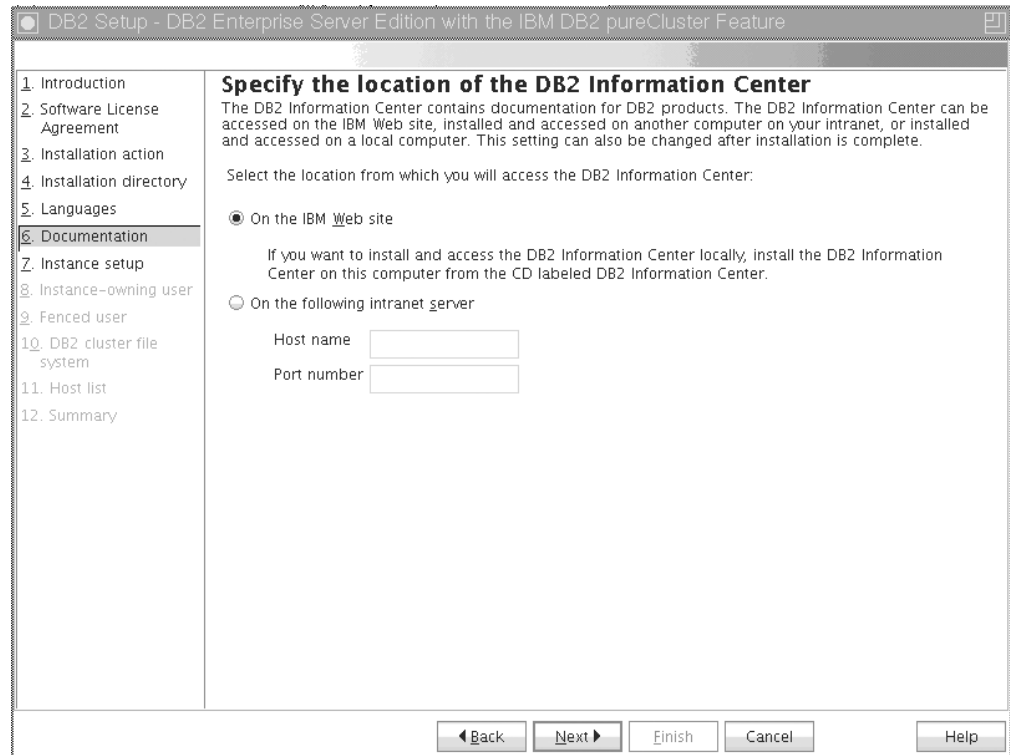 DB2 Setup - DB2 Enterprise Server Edition with the IBM DB2 pureCluster Feature
1. Introduction
2. Software License
Agreement
3. Installation action
4. Installation directory
5. Languages
6. Documentation
7. Instance setup
8. Instance-owning user
9. Fenced user
10. DB2 cluster file
system
11. Host list
12. Summary
Specify the location of the DB2 Information Center
The DB2 Information Center contains documentation for DB2 products. The DB2 Information Center can be
accessed on the IBM Web site, installed and accessed on another computer on your intranet, or installed
and accessed on a local computer. This setting can also be changed after installation is complete.
Select the location from which you will access the DB2 Information Center:
On the IBM Web site
If you want to install and access the DB2 Information Center locally, install the DB2 Information
Center on this computer from the CD labeled DB2 Information Center.
On the following intranet server
Host name
Port number
Back Next Finish Cancel Help